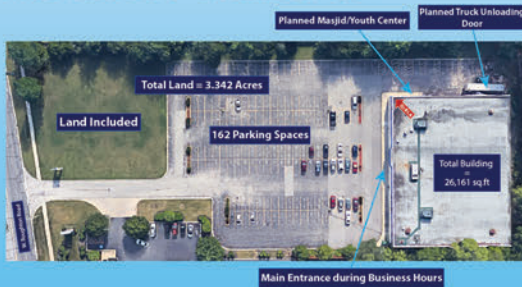 Planned Masjid/Youth Center
Planned Truck Unloading
Door
Total Land = 3.342 Acres
Land Included
162 Parking Spaces
Total Building
=
26,161 sq.ft
Main Entrance during Business Hours